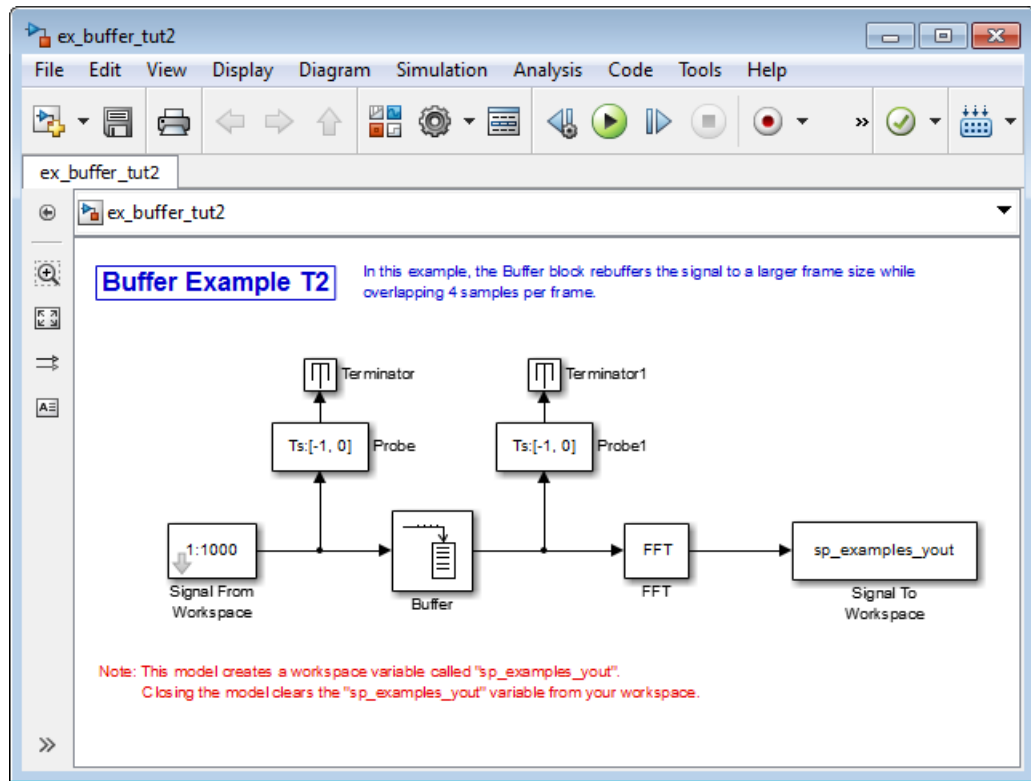 ex_buffer_tut2
File Edit View Display Diagram Simulation Analysis Code Tools Help
»
ex_buffer_tut2
ex_buffer_tut2
Buffer Example T2
In this example, the Buffer block rebuffers the signal to a larger frame size while
overlapping 4 samples per frame.
Terminator
Terminator1
Ts:[-1, 0]
Probe
Ts:[-1, 0]
Probe1
1:1000
FFT
sp_examples_yout
Signal From
Workspace
Buffer
FFT
Signal To
Workspace
Note: This model creates a workspace variable called "sp_examples_yout".
Closing the model clears the "sp_examples_yout" variable from your workspace.